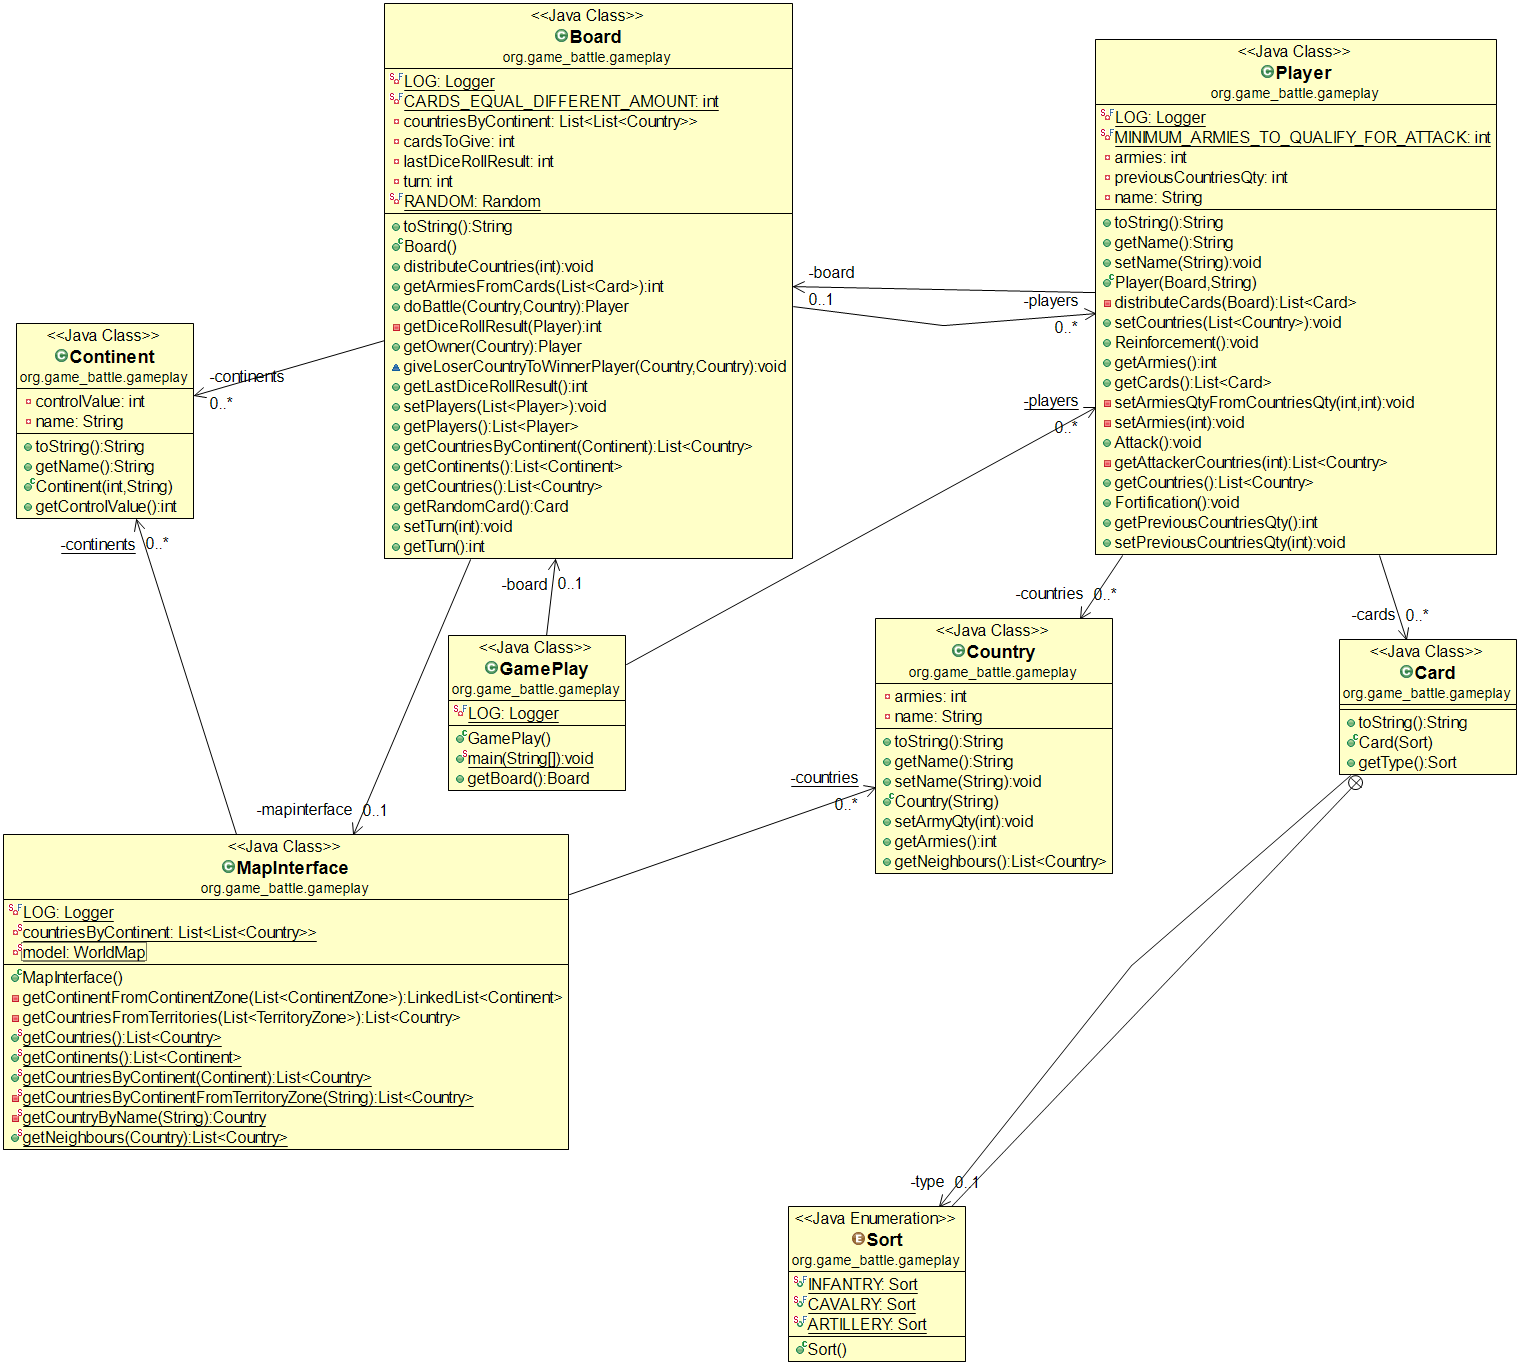 <<Java Class>>
Board
org.game_battle.gameplay
LOG: Logger
CARDS_EQUAL_DIFFERENT_AMOUNT: int
countriesByContinent: List<List<Country>>
cardsToGive: int
lastDiceRollResult: int
turn: int
RANDOM: Random
toString():String
Board()
distributeCountries(int):void
getArmiesFromCards(List<Card>):int
doBattle(Country,Country):Player
getDiceRollResult(Player):int
getOwner(Country):Player
giveLoserCountryToWinnerPlayer(Country,Country):void
getLastDiceRollResult():int
setPlayers(List<Player>):void
getPlayers():List<Player>
getCountriesByContinent(Continent):List<Country>
getContinents():List<Continent>
getCountries():List<Country>
getRandomCard():Card
setTurn(int):void
getTurn():int
<<Java Class>>
Player
org.game_battle.gameplay
LOG: Logger
MINIMUM_ARMIES_TO_QUALIFY_FOR_ATTACK: int
armies: int
previousCountriesQty: int
name: String
toString():String
getName():String
setName(String):void
Player(Board,String)
distributeCards(Board):List<Card>
setCountries(List<Country>):void
Reinforcement():void
getArmies():int
getCards():List<Card>
setArmiesQtyFromCountriesQty(int,int):void
setArmies(int):void
Attack():void
getAttackerCountries(int):List<Country>
getCountries():List<Country>
Fortification():void
getPreviousCountriesQty():int
setPreviousCountriesQty(int):void
-board
0..1
-players
0..*
-players
0..*
<<Java Class>>
Continent
org.game_battle.gameplay
controlValue: int
name: String
toString():String
getName():String
Continent(int,String)
getControlValue():int
-continents
0..*
-continents 0..*
-board 0..1
<<Java Class>>
GamePlay
org.game_battle.gameplay
LOG: Logger
GamePlay()
main(String[]):void
getBoard():Board
-countries 0..*
<<Java Class>>
Country
org.game_battle.gameplay
armies: int
name: String
toString():String
getName():String
setName(String):void
Country(String)
setArmyQty(int):void
getArmies():int
getNeighbours():List<Country>
-cards 0..*
<<Java Class>>
Card
org.game_battle.gameplay
toString():String
Card(Sort)
getType():Sort
-countries
0..*
-mapinterface 0..1
<<Java Class>>
MapInterface
org.game_battle.gameplay
LOG: Logger
countriesByContinent: List<List<Country>>
model: WorldMap
MapInterface()
getContinentFromContinentZone(List<ContinentZone>):LinkedList<Continent>
getCountriesFromTerritories(List<TerritoryZone>):List<Country>
getCountries():List<Country>
getContinents():List<Continent>
getCountriesByContinent(Continent):List<Country>
getCountriesByContinentFromTerritoryZone(String):List<Country>
getCountryByName(String):Country
getNeighbours(Country):List<Country>
-type 0..1
<<Java Enumeration>>
Sort
org.game_battle.gameplay
INFANTRY: Sort
CAVALRY: Sort
ARTILLERY: Sort
Sort()